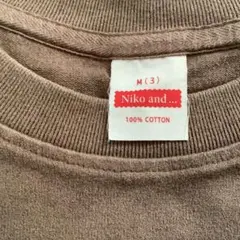 M(3)
Niko and...
100% COTTON